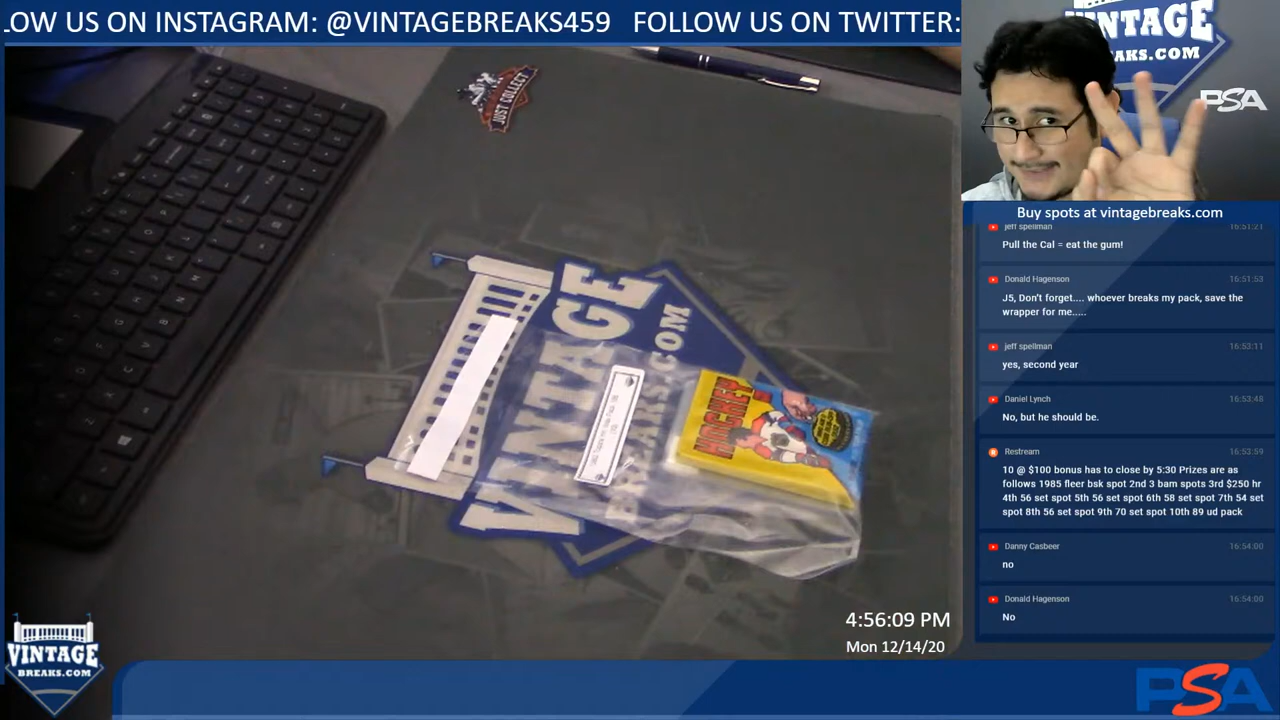 LOW US ON INSTAGRAM: @VINTAGEBREAKS459 FOLLOW US ON TWITTER:
JUST COLLECT
VINTAGE
BREAKS.COM
HOCKEY
VINTAGE
AKS.COM
PSA
Buy spots at vintagebreaks.com
jeff spellman 16:51:21
Pull the Cal = eat the gum!
Donald Hagenson 16:51:53
J5, Don't forget.... whoever breaks my pack, save the
wrapper for me.....
jeff spellman 16:53:11
yes, second year
Daniel Lynch 16:53:48
No, but he should be.
Restream 16:53:59
10 @ $100 bonus has to close by 5:30 Prizes are as
follows 1985 fleer bsk spot 2nd 3 bam spots 3rd $250 hr
4th 56 set spot 5th 56 set spot 6th 58 set spot 7th 54 set
spot 8th 56 set spot 9th 70 set spot 10th 89 ud pack
Danny Casbeer 16:54:00
no
Donald Hagenson 16:54:00
No
4:56:09 PM
Mon 12/14/20
VINTAGE
BREAKS.COM
PSA